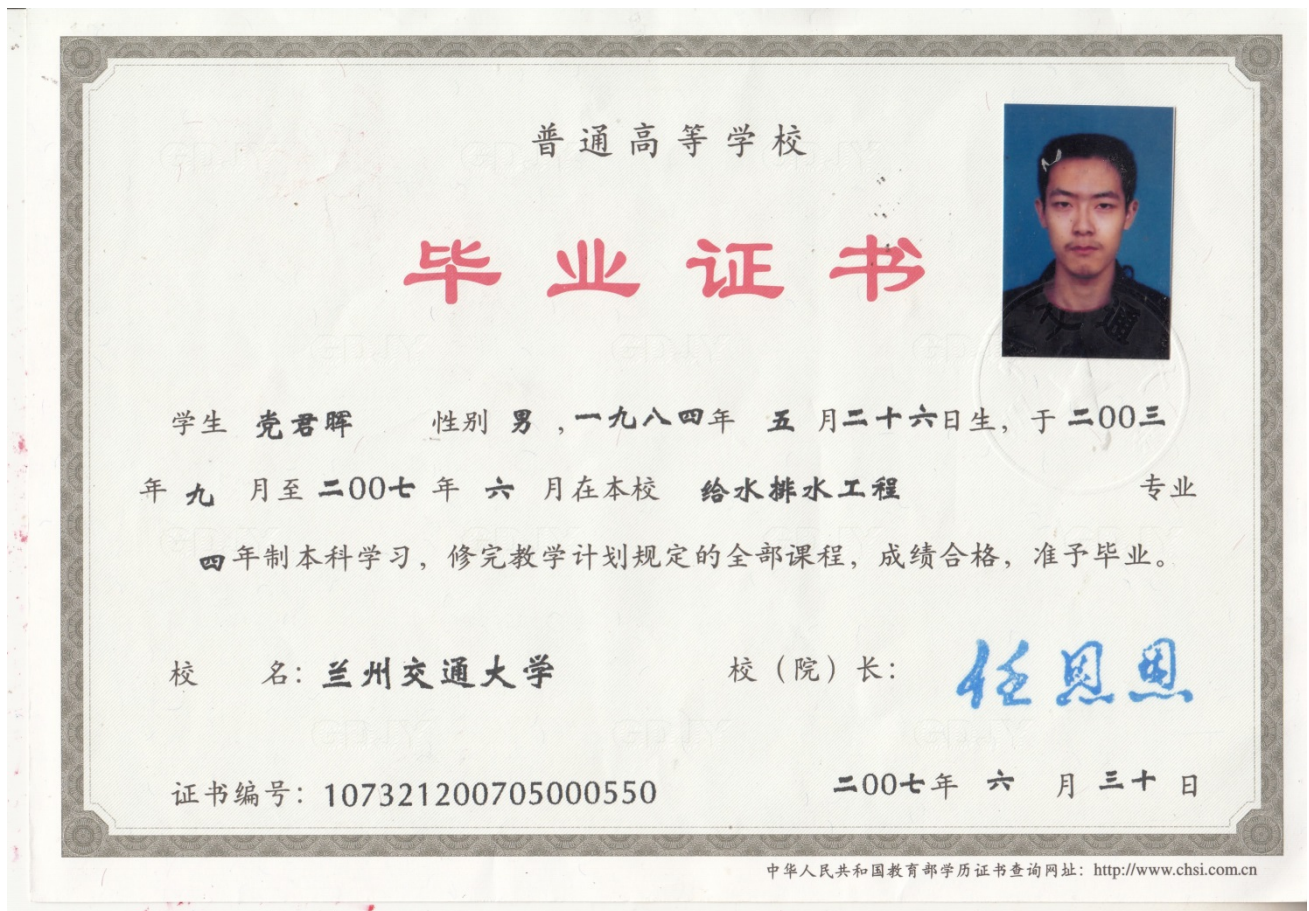 普通高等学校
毕业证书
学生 党君晖 性别 男 ,一九八四年 五 月二十六日生，于 二00三
年 九 月至 二00七 年 六 月在本校 给水排水工程 专业
四年制本科学习，修完教学计划规定的全部课程，成绩合格，准予毕业。
校 名：兰州交通大学 校（院）长：任恩恩
证书编号：107321200705000550 二00七年 六 月 三十 日
中华人民共和国教育部学历证书查询网址：http://www.chsi.com.cn